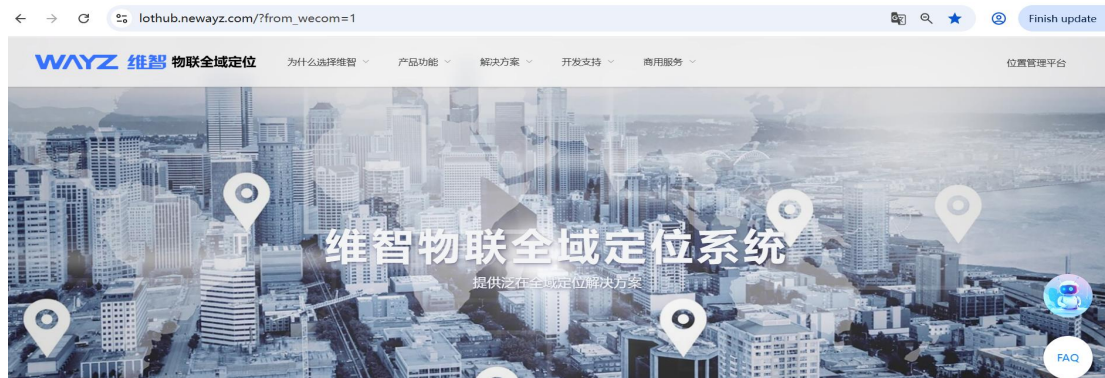 lothub.newayz.com/?from_wecom=1
Finish update
WAYZ 维智 物联全域定位 为什么选择维智 产品功能 解决方案 开发支持 商用服务 位置管理平台
维智物联全域定位系统
提供泛在全域定位解决方案
FAQ